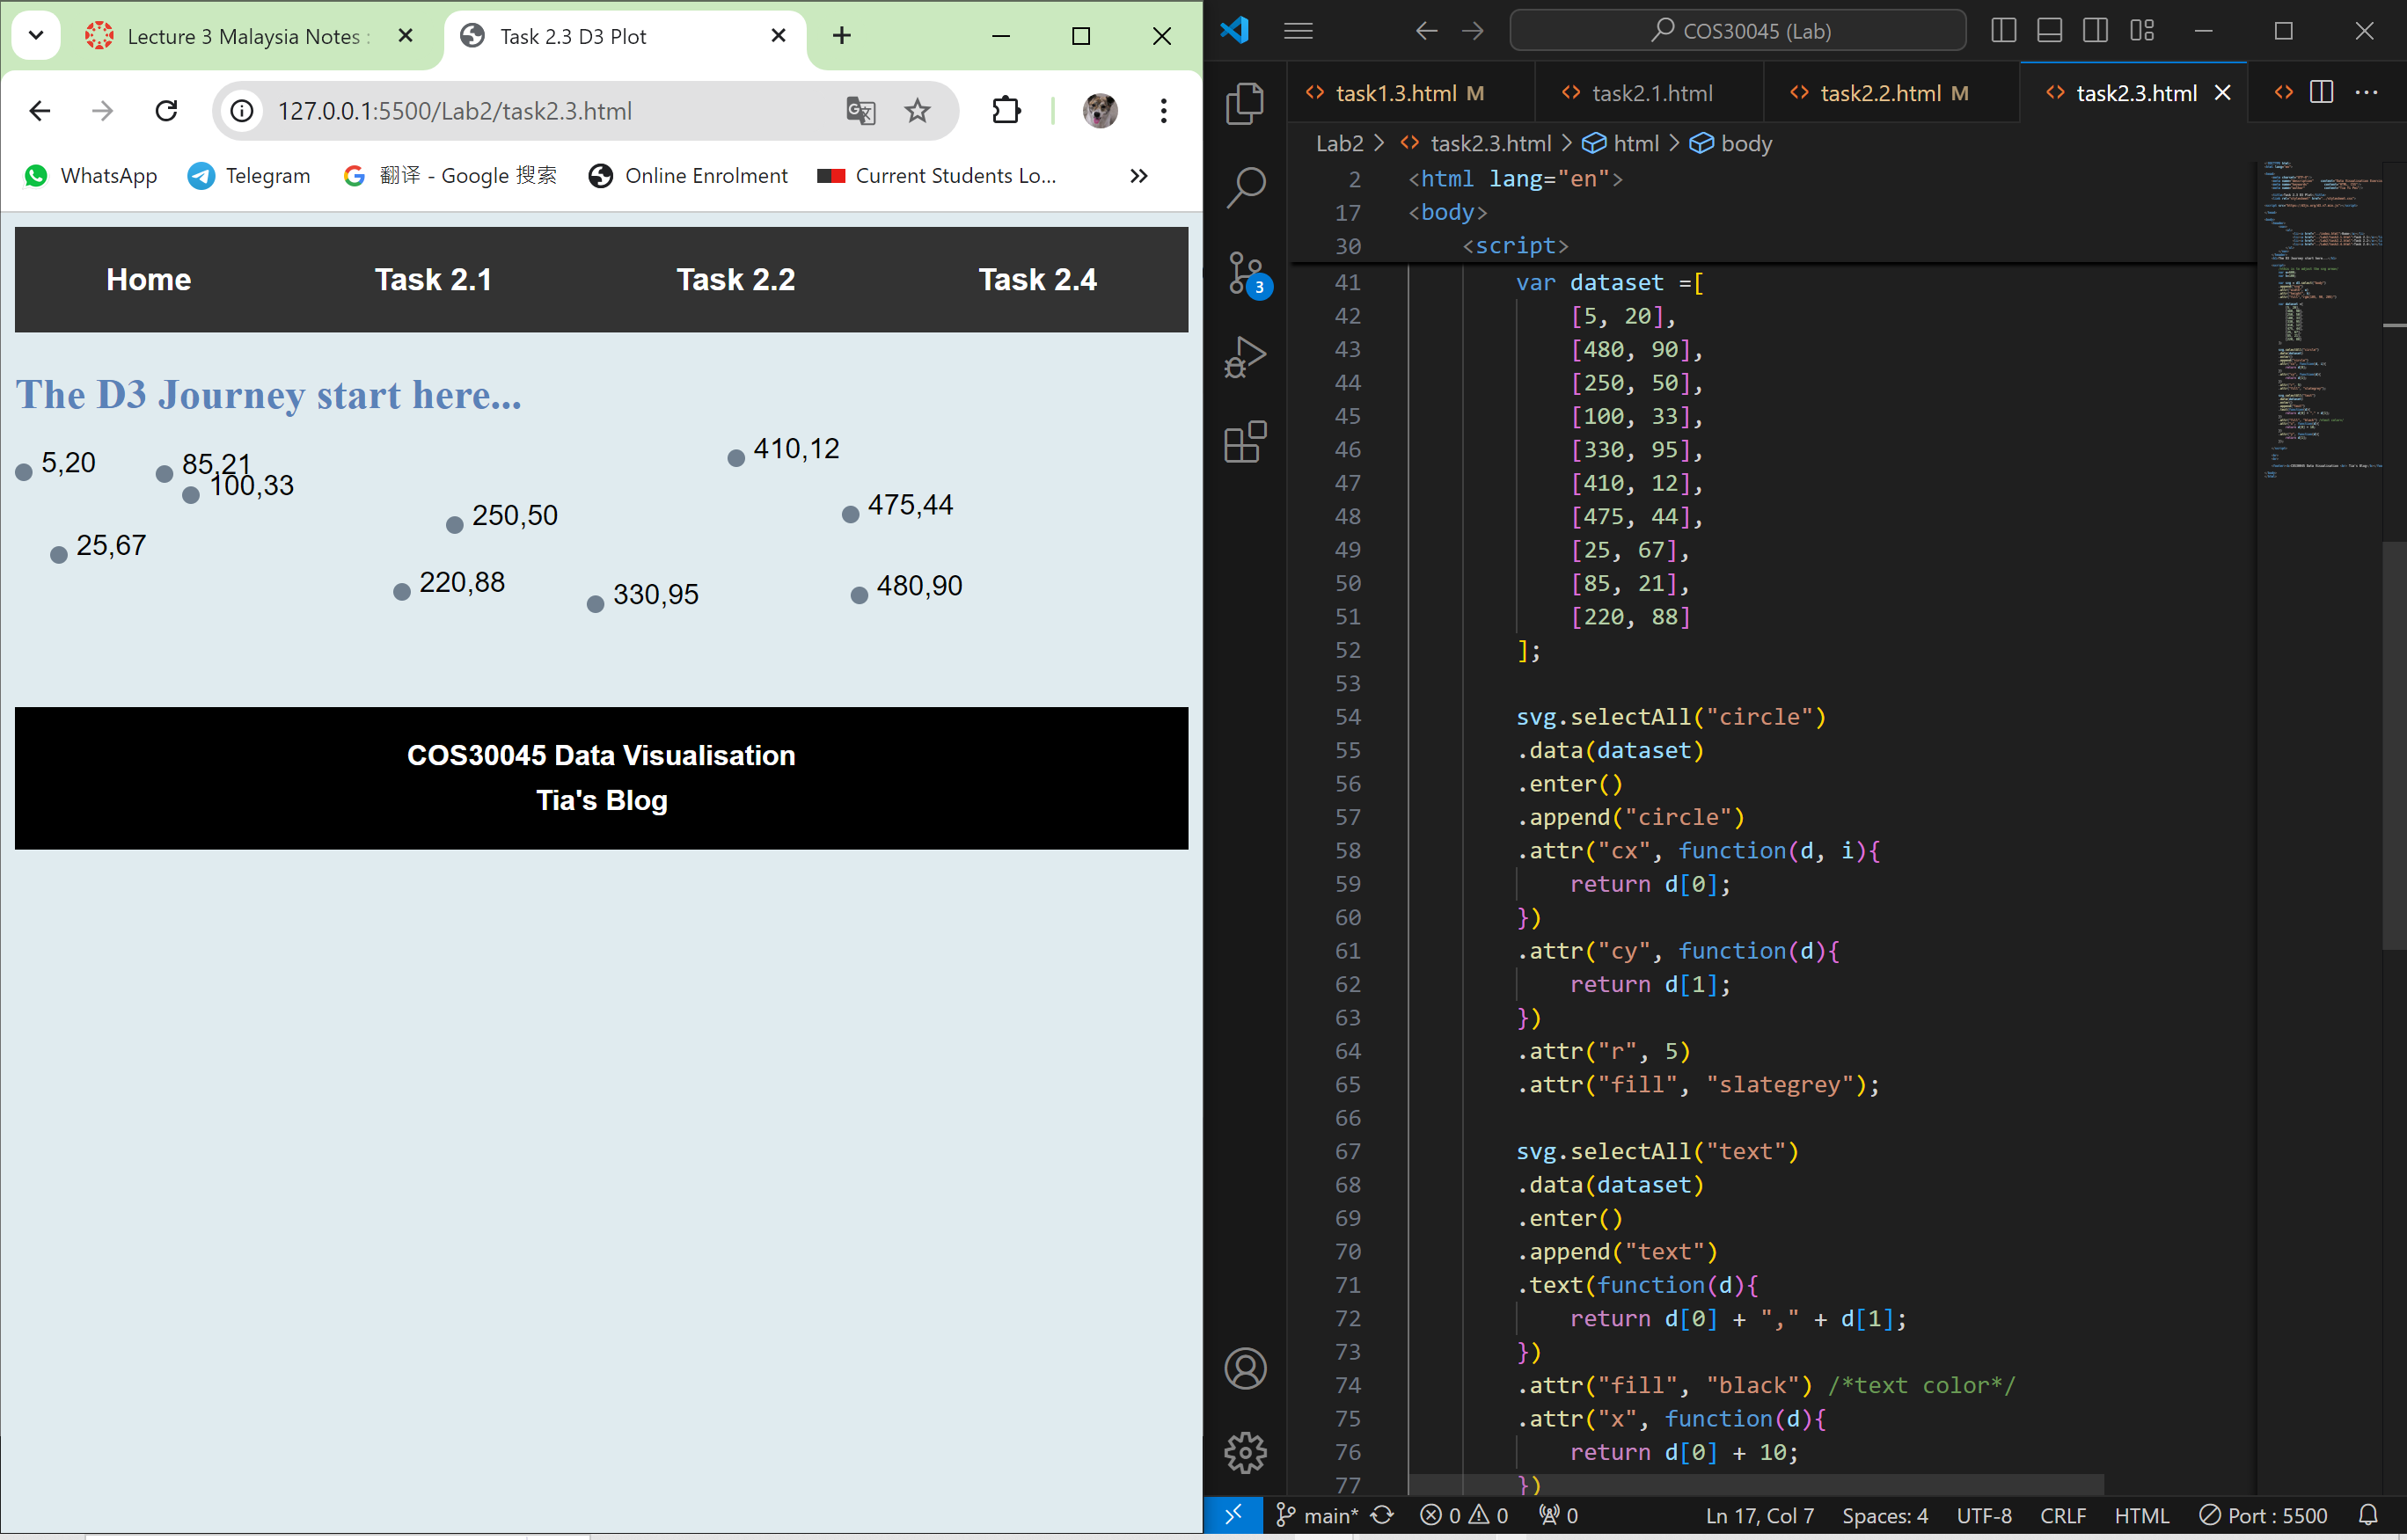 Lecture 3 Malaysia Notes :
Task 2.3 D3 Plot
127.0.0.1:5500/Lab2/task2.3.html
WhatsApp
Telegram
翻译 - Google 搜索
Online Enrolment
Current Students Lo...
Home
Task 2.1
Task 2.2
Task 2.4
The D3 Journey start here...
410,12
5,20
85,21
100,33
475,44
250,50
25,67
220,88
330,95
480,90
COS30045 Data Visualisation
Tia's Blog
COS30045 (Lab)
task1.3.html M
task2.1.html
task2.2.html M
task2.3.html
Lab2 > task2.3.html > html > body
3
2 <html lang="en">
17 <body>
30 <script>
41 var dataset =[
42 [5, 20],
43 [480, 90],
44 [250, 50],
45 [100, 33],
46 [330, 95],
47 [410, 12],
48 [475, 44],
49 [25, 67],
50 [85, 21],
51 [220, 88]
52 ];
53
54 svg.selectAll("circle")
55 .data(dataset)
56 .enter()
57 .append("circle")
58 .attr("cx", function(d, i){
59 return d[0];
60 })
61 .attr("cy", function(d){
62 return d[1];
63 })
64 .attr("r", 5)
65 .attr("fill", "slategrey");
66
67 svg.selectAll("text")
68 .data(dataset)
69 .enter()
70 .append("text")
71 .text(function(d){
72 return d[0] + "," + d[1];
73 })
74 .attr("fill", "black") /*text color*/
75 .attr("x", function(d){
76 return d[0] + 10;
77 })
main* 0 0 0 Ln 17, Col 7 Spaces: 4 UTF-8 CRLF HTML Port : 5500